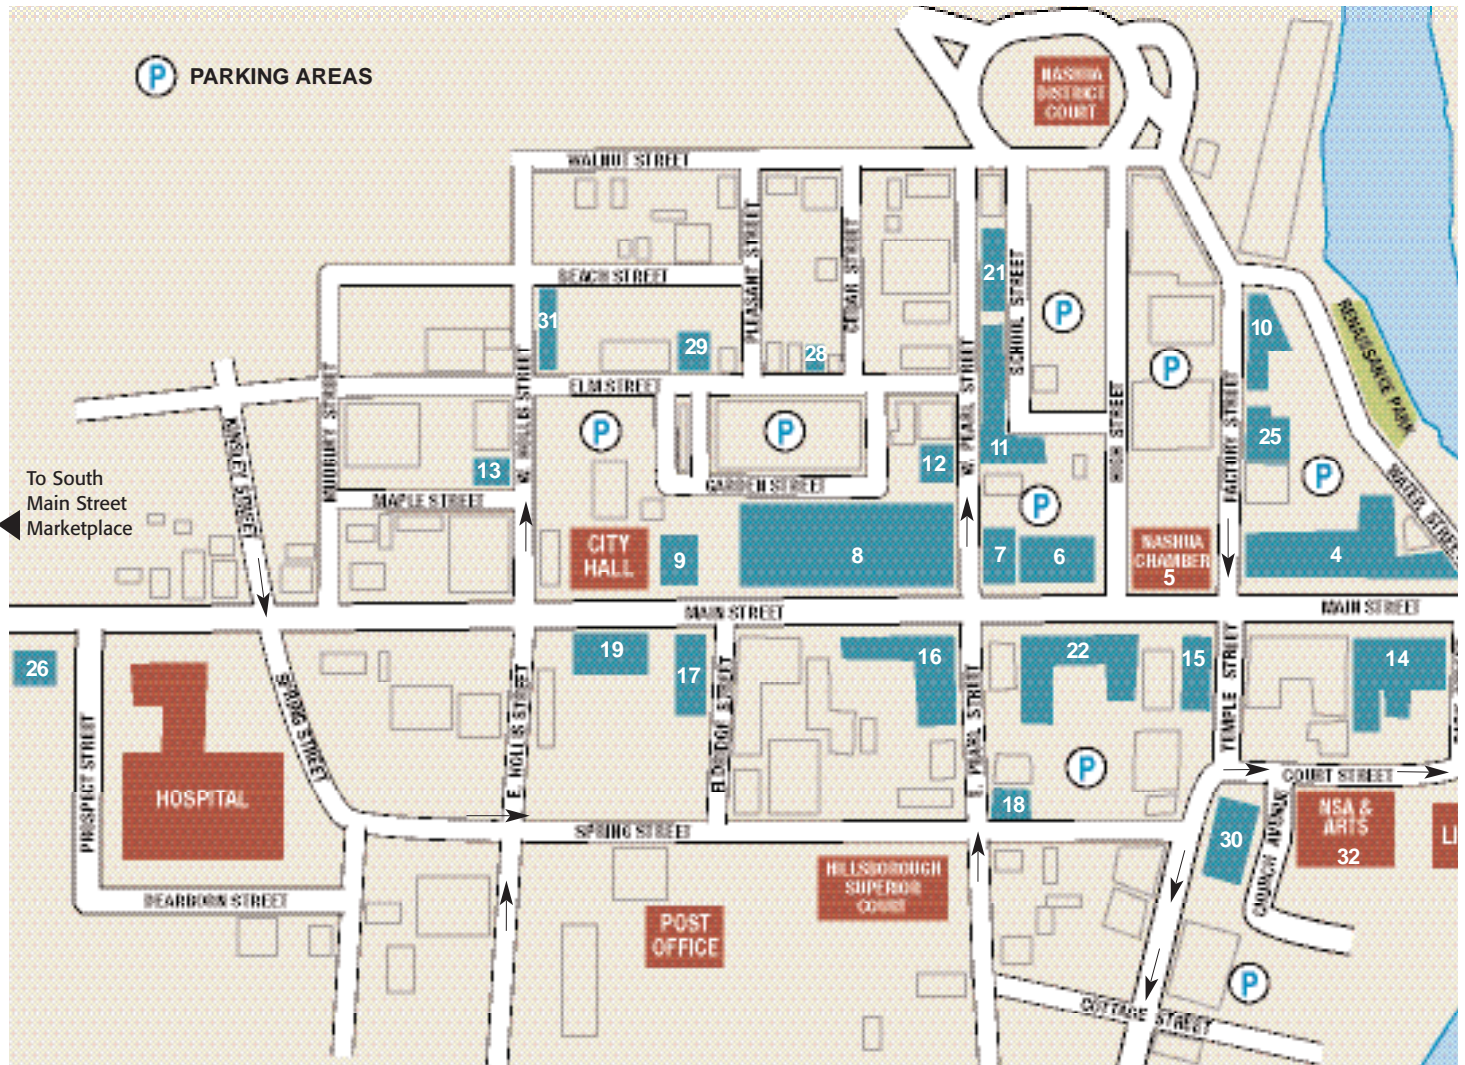 P PARKING AREAS
NASHUA
DISTRICT
COURT
WALNUT STREET
PLEASANT STREET
CEDAR STREET
BEACH STREET
SCHOOL STREET
21
P
31
29
28
10
RENAISSANCE PARK
P
MULBERRY STREET
W. HOLLIS STREET
ELM STREET
W. PEARL STREET
HIGH STREET
FACTORY STREET
KINSLEY STREET
P
P
11
25
12
13
P
WATER STREET
GARDEN STREET
MAPLE STREET
P
To South
Main Street
Marketplace
CITY
HALL
9
8
7
6
NASHUA
CHAMBER
5
4
MAIN STREET
MAIN STREET
26
19
17
16
22
15
14
SPRING STREET
E. HOLLIS STREET
ELDRIDGE STREET
E. PEARL STREET
TEMPLE STREET
PROSPECT STREET
P
COURT STREET
HOSPITAL
18
NSA &
ARTS
32
LI
SPRING STREET
30
CHURCH AVENUE
HILLSBOROUGH
SUPERIOR
COURT
DEARBORN STREET
POST
OFFICE
P
COTTAGE STREET